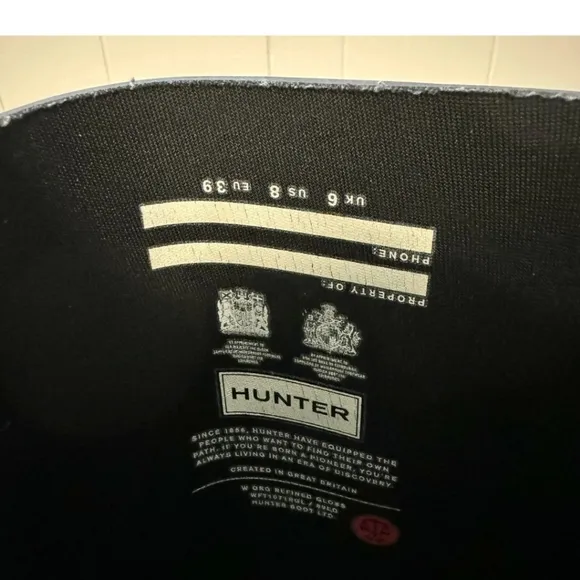 UK 6 US 8 EU 39
PHONE:
PROPERTY OF:
HUNTER
SINCE 1856, HUNTER HAVE EQUIPPED THE
PEOPLE WHO WANT TO FIND THEIR OWN
PATH. IF YOU'RE BORN A PIONEER, YOU'RE
ALWAYS LIVING IN AN ERA OF DISCOVERY.
CREATED IN GREAT BRITAIN
W ORG REFINED GLOSS
HUNTER BOOT LTD.